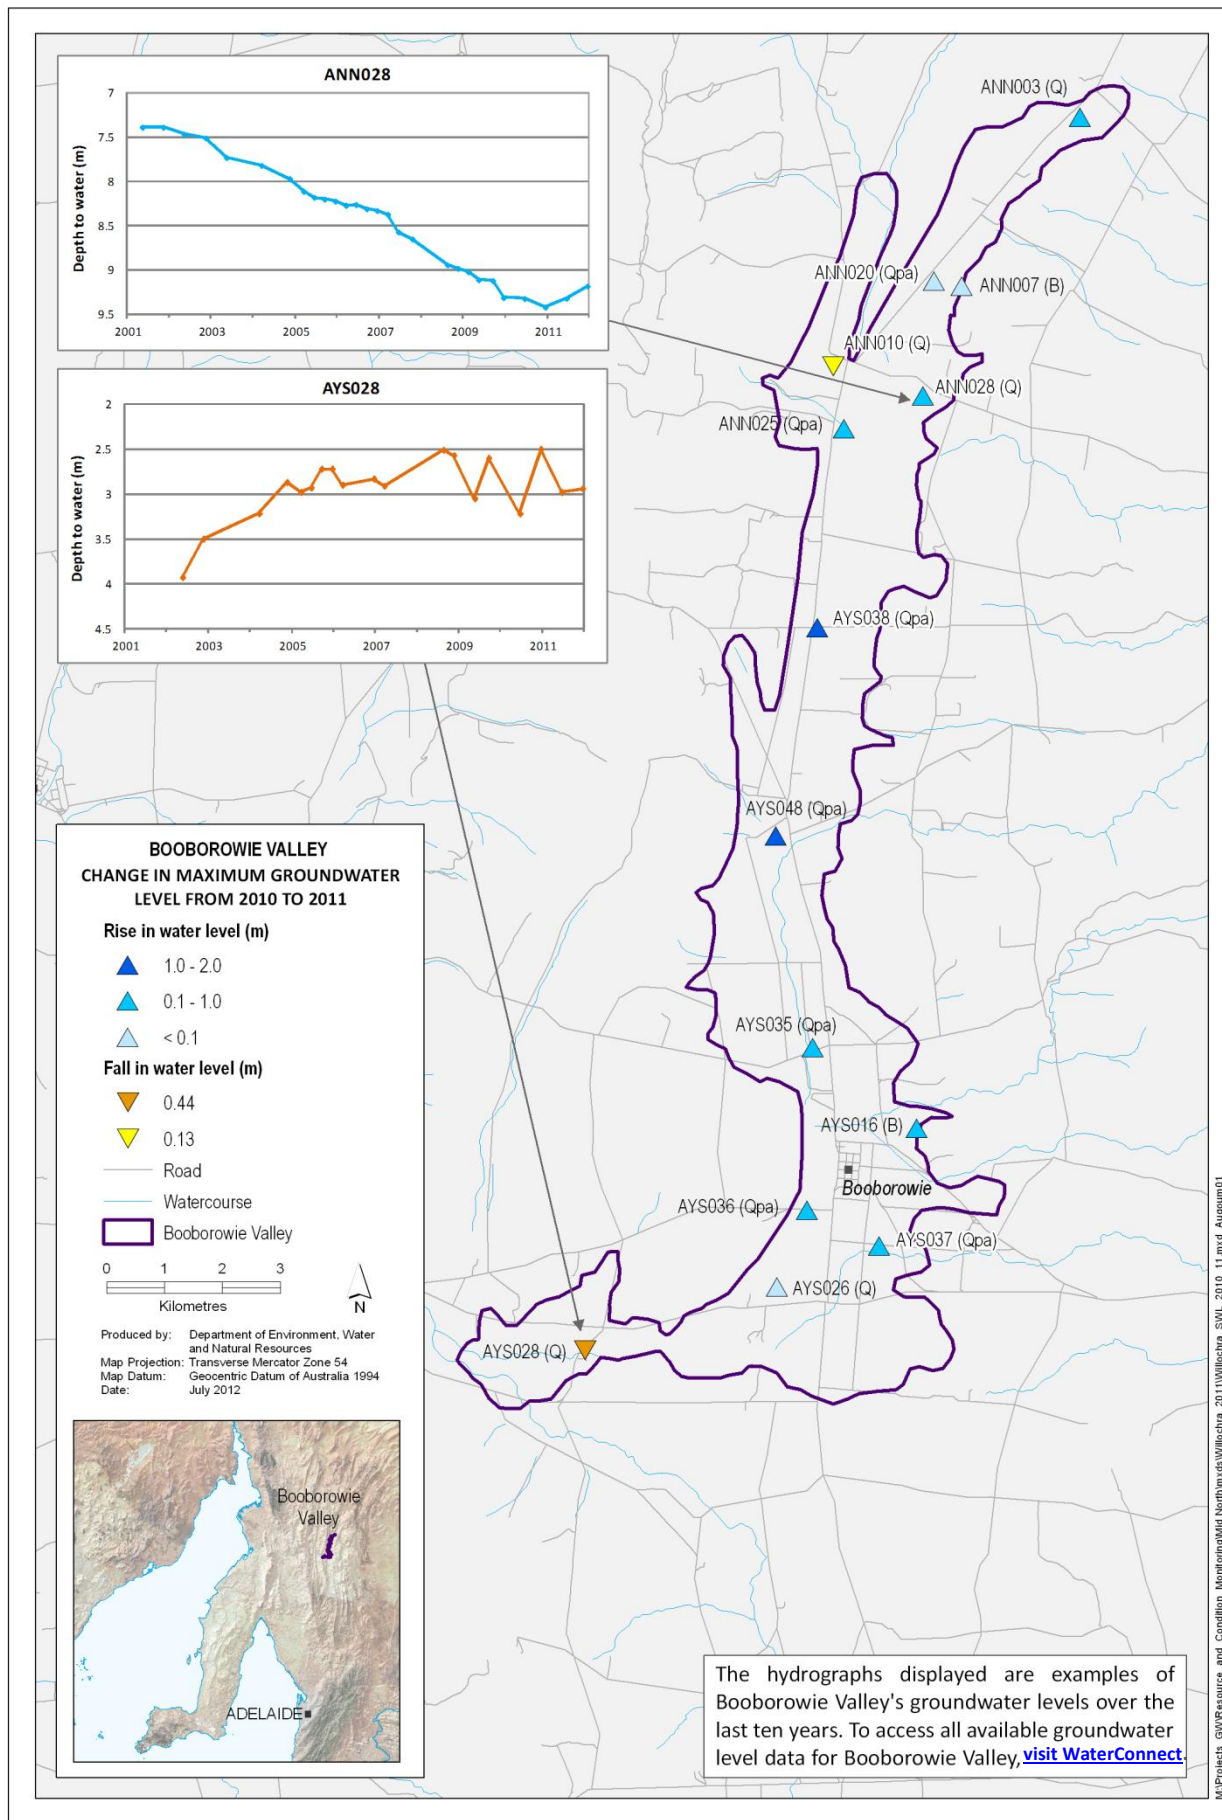 ANN028
Depth to water (m)
7
7.5
8
8.5
9
9.5
2001 2003 2005 2007 2009 2011
AYS028
Depth to water (m)
2
2.5
3
3.5
4
4.5
2001 2003 2005 2007 2009 2011
ANN003 (Q)
ANN020 (Qpa)
ANN007 (B)
ANN010 (Q)
ANN028 (Q)
ANN025 (Qpa)
AYS038 (Qpa)
AYS048 (Qpa)
AYS035 (Qpa)
AYS016 (B)
Booborowie
AYS036 (Qpa)
AYS037 (Qpa)
AYS026 (Q)
AYS028 (Q)
BOOBOROWIE VALLEY
CHANGE IN MAXIMUM GROUNDWATER
LEVEL FROM 2010 TO 2011
Rise in water level (m)
1.0 - 2.0
0.1 - 1.0
< 0.1
Fall in water level (m)
0.44
0.13
Road
Watercourse
Booborowie Valley
0 1 2 3
Kilometres
N
Produced by: Department of Environment, Water
and Natural Resources
Map Projection: Transverse Mercator Zone 54
Map Datum: Geocentric Datum of Australia 1994
Date: July 2012
Booborowie
Valley
ADELAIDE
The hydrographs displayed are examples of
Booborowie Valley's groundwater levels over the
last ten years. To access all available groundwater
level data for Booborowie Valley, visit WaterConnect.
M:\Projects_GW\Resource_and_Condition_Monitoring\Mid North\mxds\Willochra_2011\Willochra_SWL_2010_11.mxd